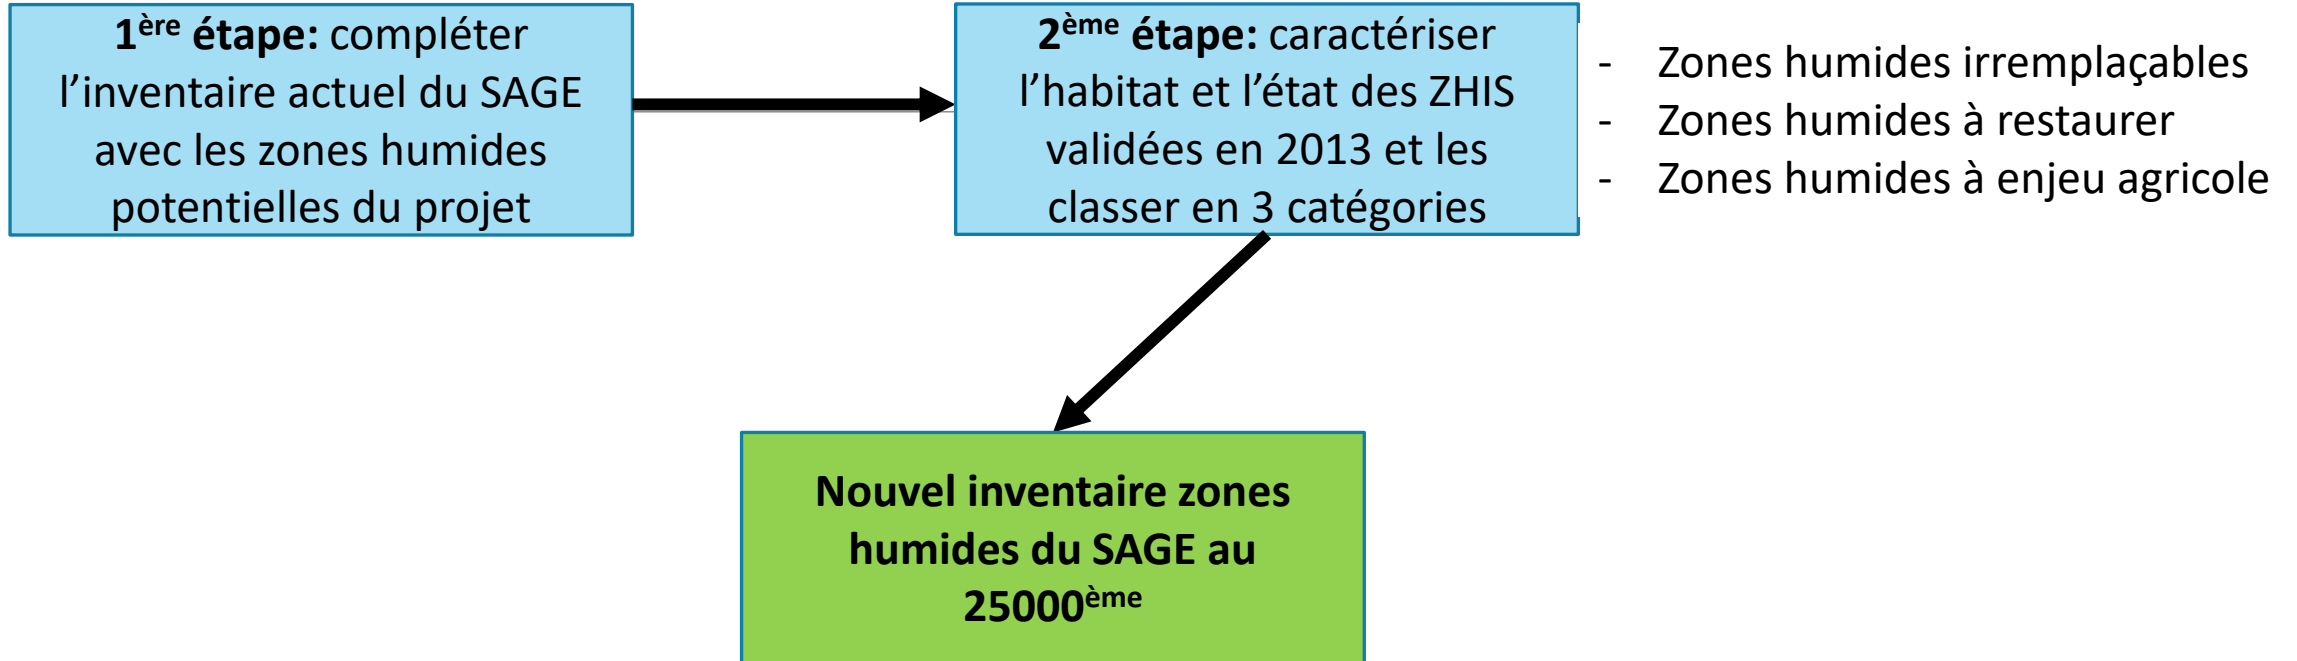 1ère étape: compléter
l’inventaire actuel du SAGE
avec les zones humides
potentielles du projet
2ème étape: caractériser
l’habitat et l’état des ZHIS
validées en 2013 et les
classer en 3 catégories
- Zones humides irremplaçables
- Zones humides à restaurer
- Zones humides à enjeu agricole
Nouvel inventaire zones
humides du SAGE au
25000ème